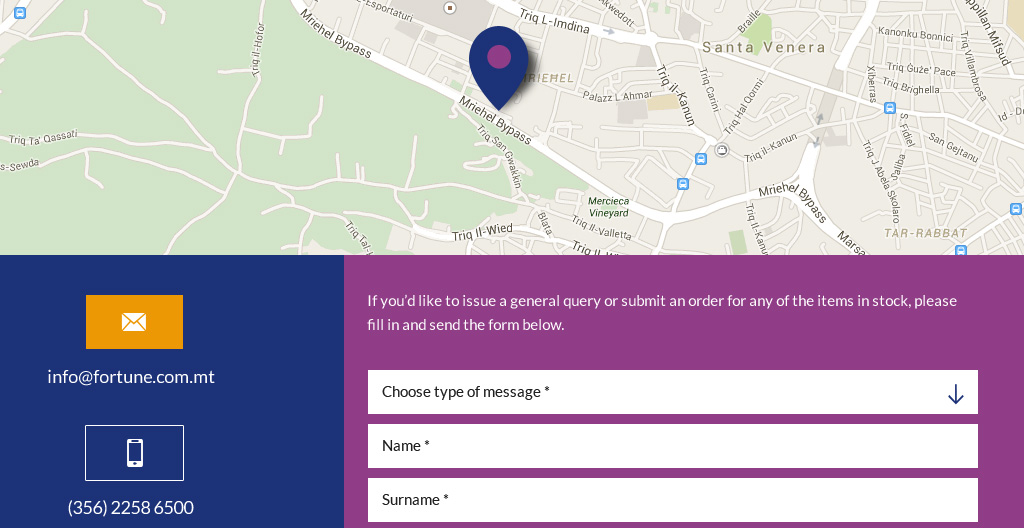 -Esportaturi
Akwedott
Triq L-Imdina
Braille
Santa Venera
Kanonku Bonnici
Mriehel Bypass
Triq il-Hofor
Triq Guże' Pace
Triq Villambrosa
Triq Brighella
Xiberras
Palazz L Ahmar
Triq il-Kanun
Triq Carini
Triq Hal Qormi
Mriehel Bypass
Triq San Gwakkin
Triq il-Kanun
S. Fidiel
San Gejtanu
Triq Ta' Qassati
s-Sewda
Triq J Abela Skolaro
Mriehel Bypass
Mercieca
Vineyard
Blata
Triq Il-Valletta
Triq Il-Wied
Triq il-Kanun
TAR-RABBAT
Marsa
info@fortune.com.mt
(356) 2258 6500
If you'd like to issue a general query or submit an order for any of the items in stock, please
fill in and send the form below.
Choose type of message *
Name *
Surname *